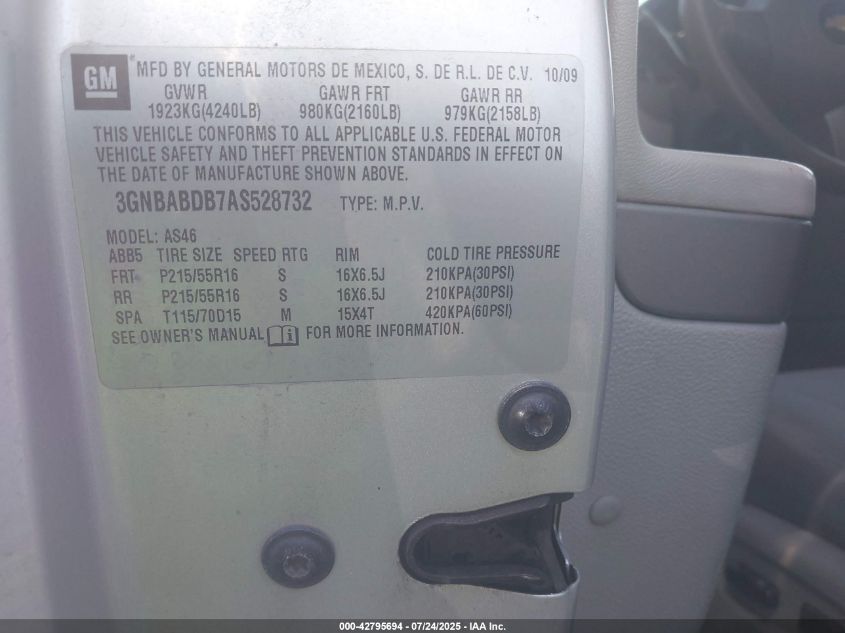 GM
MFD BY GENERAL MOTORS DE MEXICO, S. DE R.L. DE C.V. 10/09
GVWR GAWR FRT GAWR RR
1923KG(4240LB) 980KG(2160LB) 979KG(2158LB)
THIS VEHICLE CONFORMS TO ALL APPLICABLE U.S. FEDERAL MOTOR
VEHICLE SAFETY AND THEFT PREVENTION STANDARDS IN EFFECT ON
THE DATE OF MANUFACTURE SHOWN ABOVE.
3GNBABDB7AS528732 TYPE: M.P.V.
MODEL: AS46
ABB5 TIRE SIZE SPEED RTG RIM COLD TIRE PRESSURE
FRT P215/55R16 S 16X6.5J 210KPA(30PSI)
RR P215/55R16 S 16X6.5J 210KPA(30PSI)
SPA T115/70D15 M 15X4T 420KPA(60PSI)
SEE OWNER'S MANUAL FOR MORE INFORMATION.
000-42795694 - 07/24/2025 - IAA Inc.